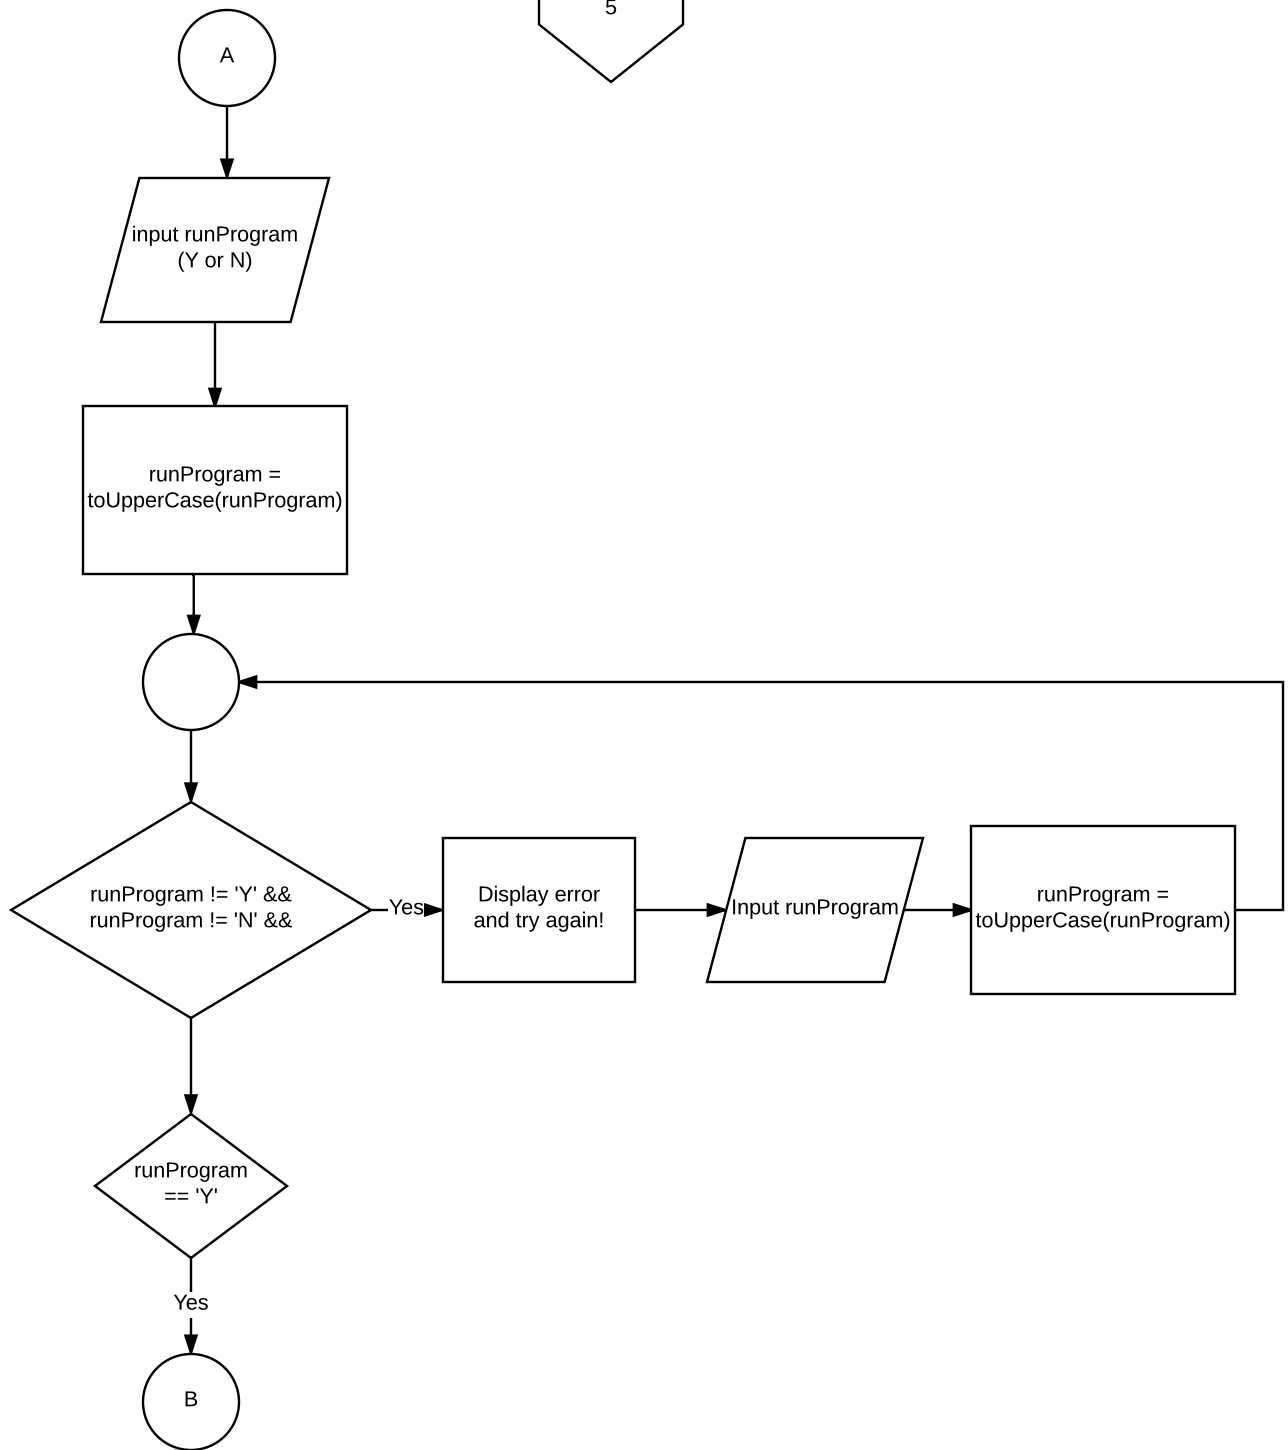 5
A
input runProgram
(Y or N)
runProgram =
toUpperCase(runProgram)
runProgram != 'Y' &&
runProgram != 'N' &&
Yes
Display error
and try again!
Input runProgram
runProgram =
toUpperCase(runProgram)
runProgram
== 'Y'
Yes
B